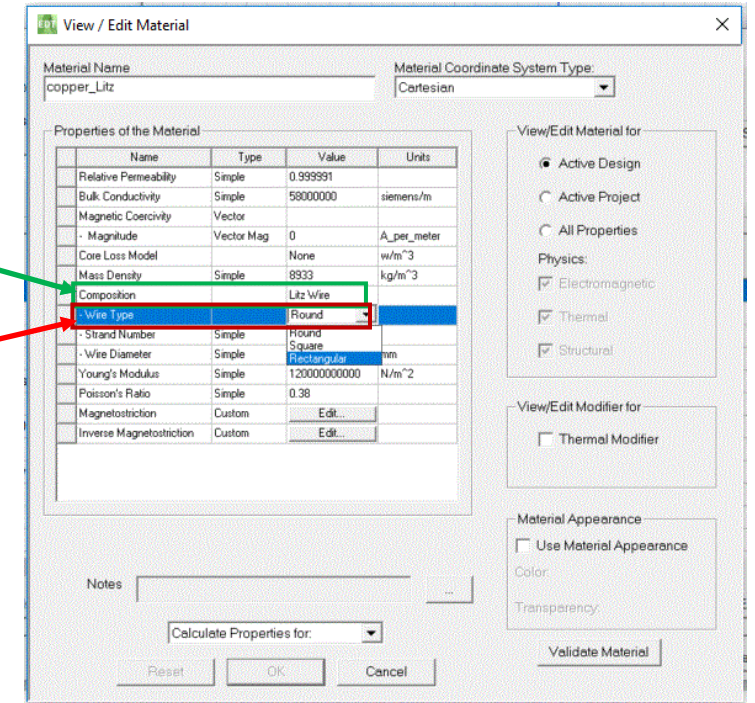 EDT View / Edit Material
Material Name
Material Coordinate System Type:
copper_Litz
Cartesian
Properties of the Material
Name Type Value Units
Relative Permeability Simple 0.999991
Bulk Conductivity Simple 58000000 siemens/m
Magnetic Coercivity Vector
- Magnitude Vector Mag 0 A_per_meter
Core Loss Model None w/m^3
Mass Density Simple 8933 kg/m^3
Composition Litz Wire
- Wire Type Round
- Strand Number Simple Round
Square
- Wire Diameter Simple Rectangular mm
Young's Modulus Simple 120000000000 N/m^2
Poisson's Ratio Simple 0.38
Magnetostriction Custom Edit...
Inverse Magnetostriction Custom Edit...
View/Edit Material for
Active Design
Active Project
All Properties
Physics:
Electromagnetic
Thermal
Structural
View/Edit Modifier for
Thermal Modifier
Material Appearance
Use Material Appearance
Color:
Transparency:
Notes
...
Calculate Properties for:
Validate Material
Reset OK Cancel